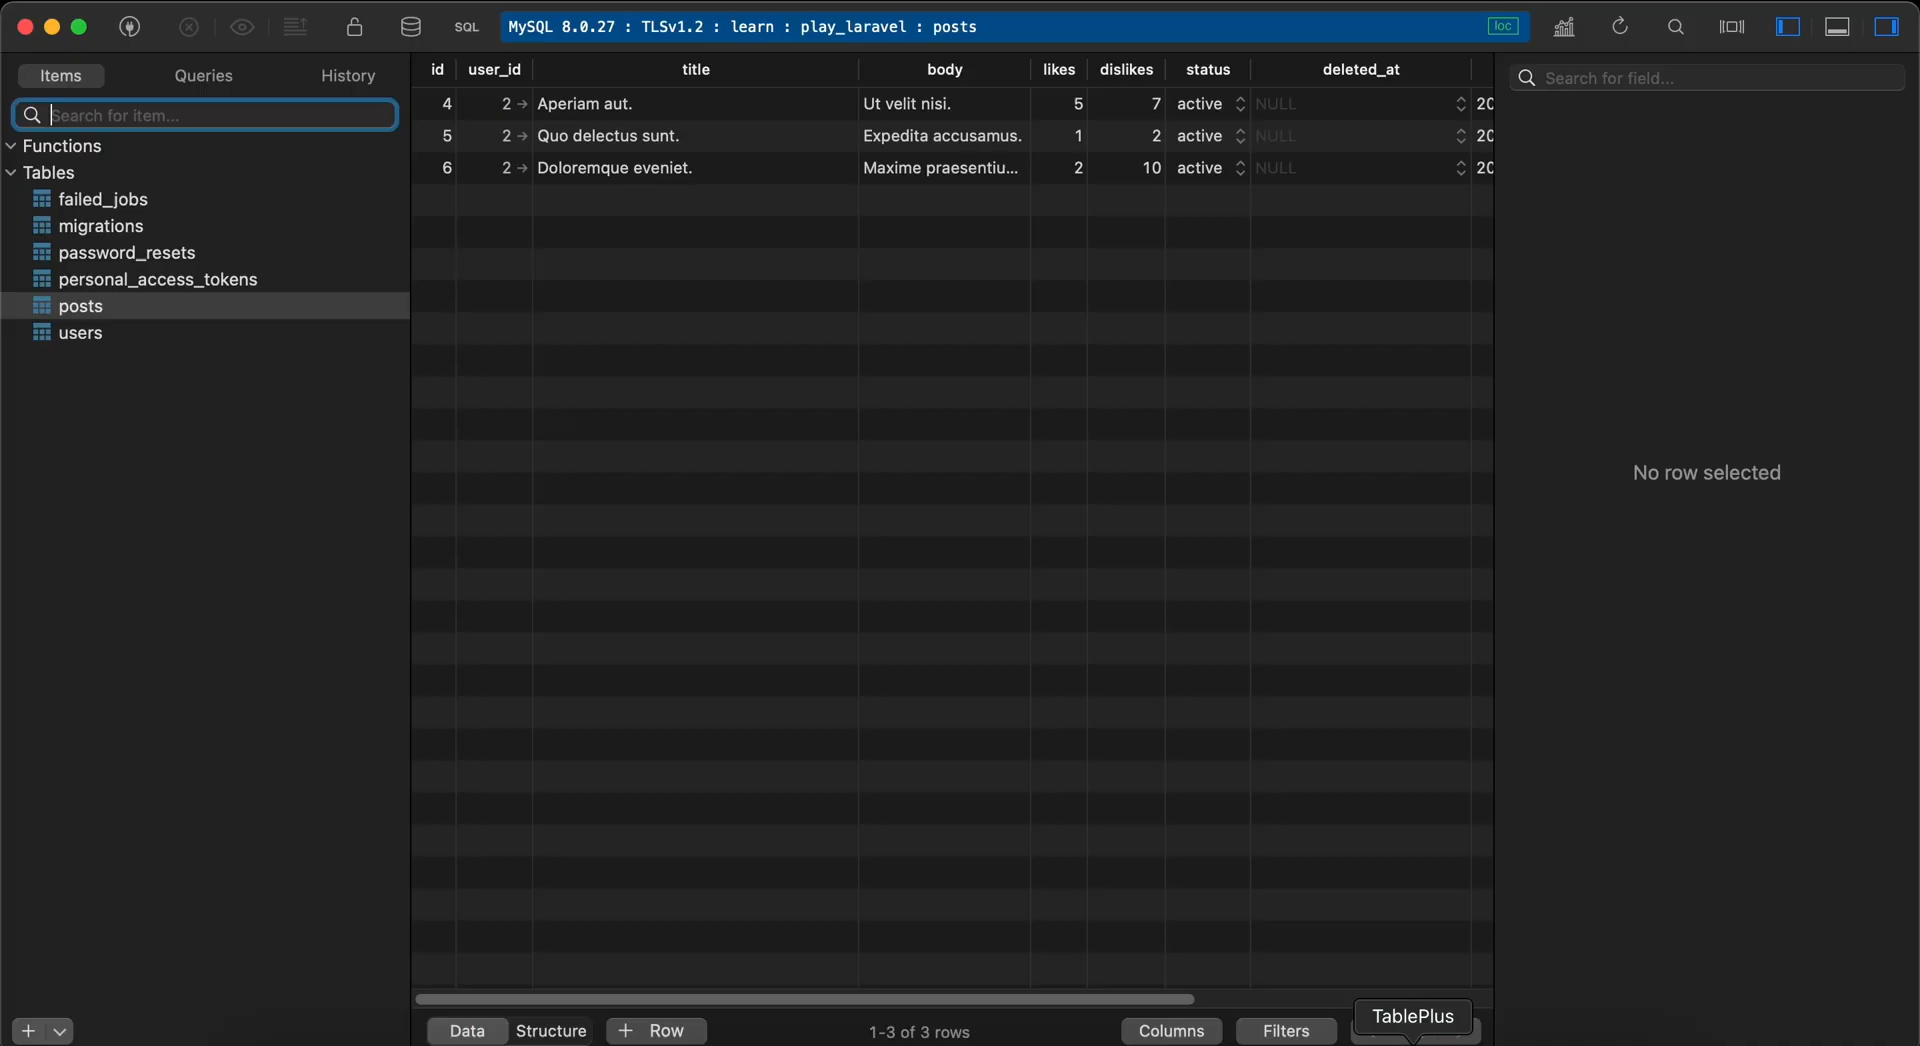 SQL
MySQL 8.0.27 : TLSv1.2 : learn : play_laravel : posts
loc
Items Queries History
Search for item...
Functions
Tables
failed_jobs
migrations
password_resets
personal_access_tokens
posts
users
id user_id title body likes dislikes status deleted_at
4 2 → Aperiam aut. Ut velit nisi. 5 7 active NULL 20
5 2 → Quo delectus sunt. Expedita accusamus. 1 2 active NULL 20
6 2 → Doloremque eveniet. Maxime praesentiu... 2 10 active NULL 20
Search for field...
No row selected
Data Structure + Row 1-3 of 3 rows Columns Filters
TablePlus